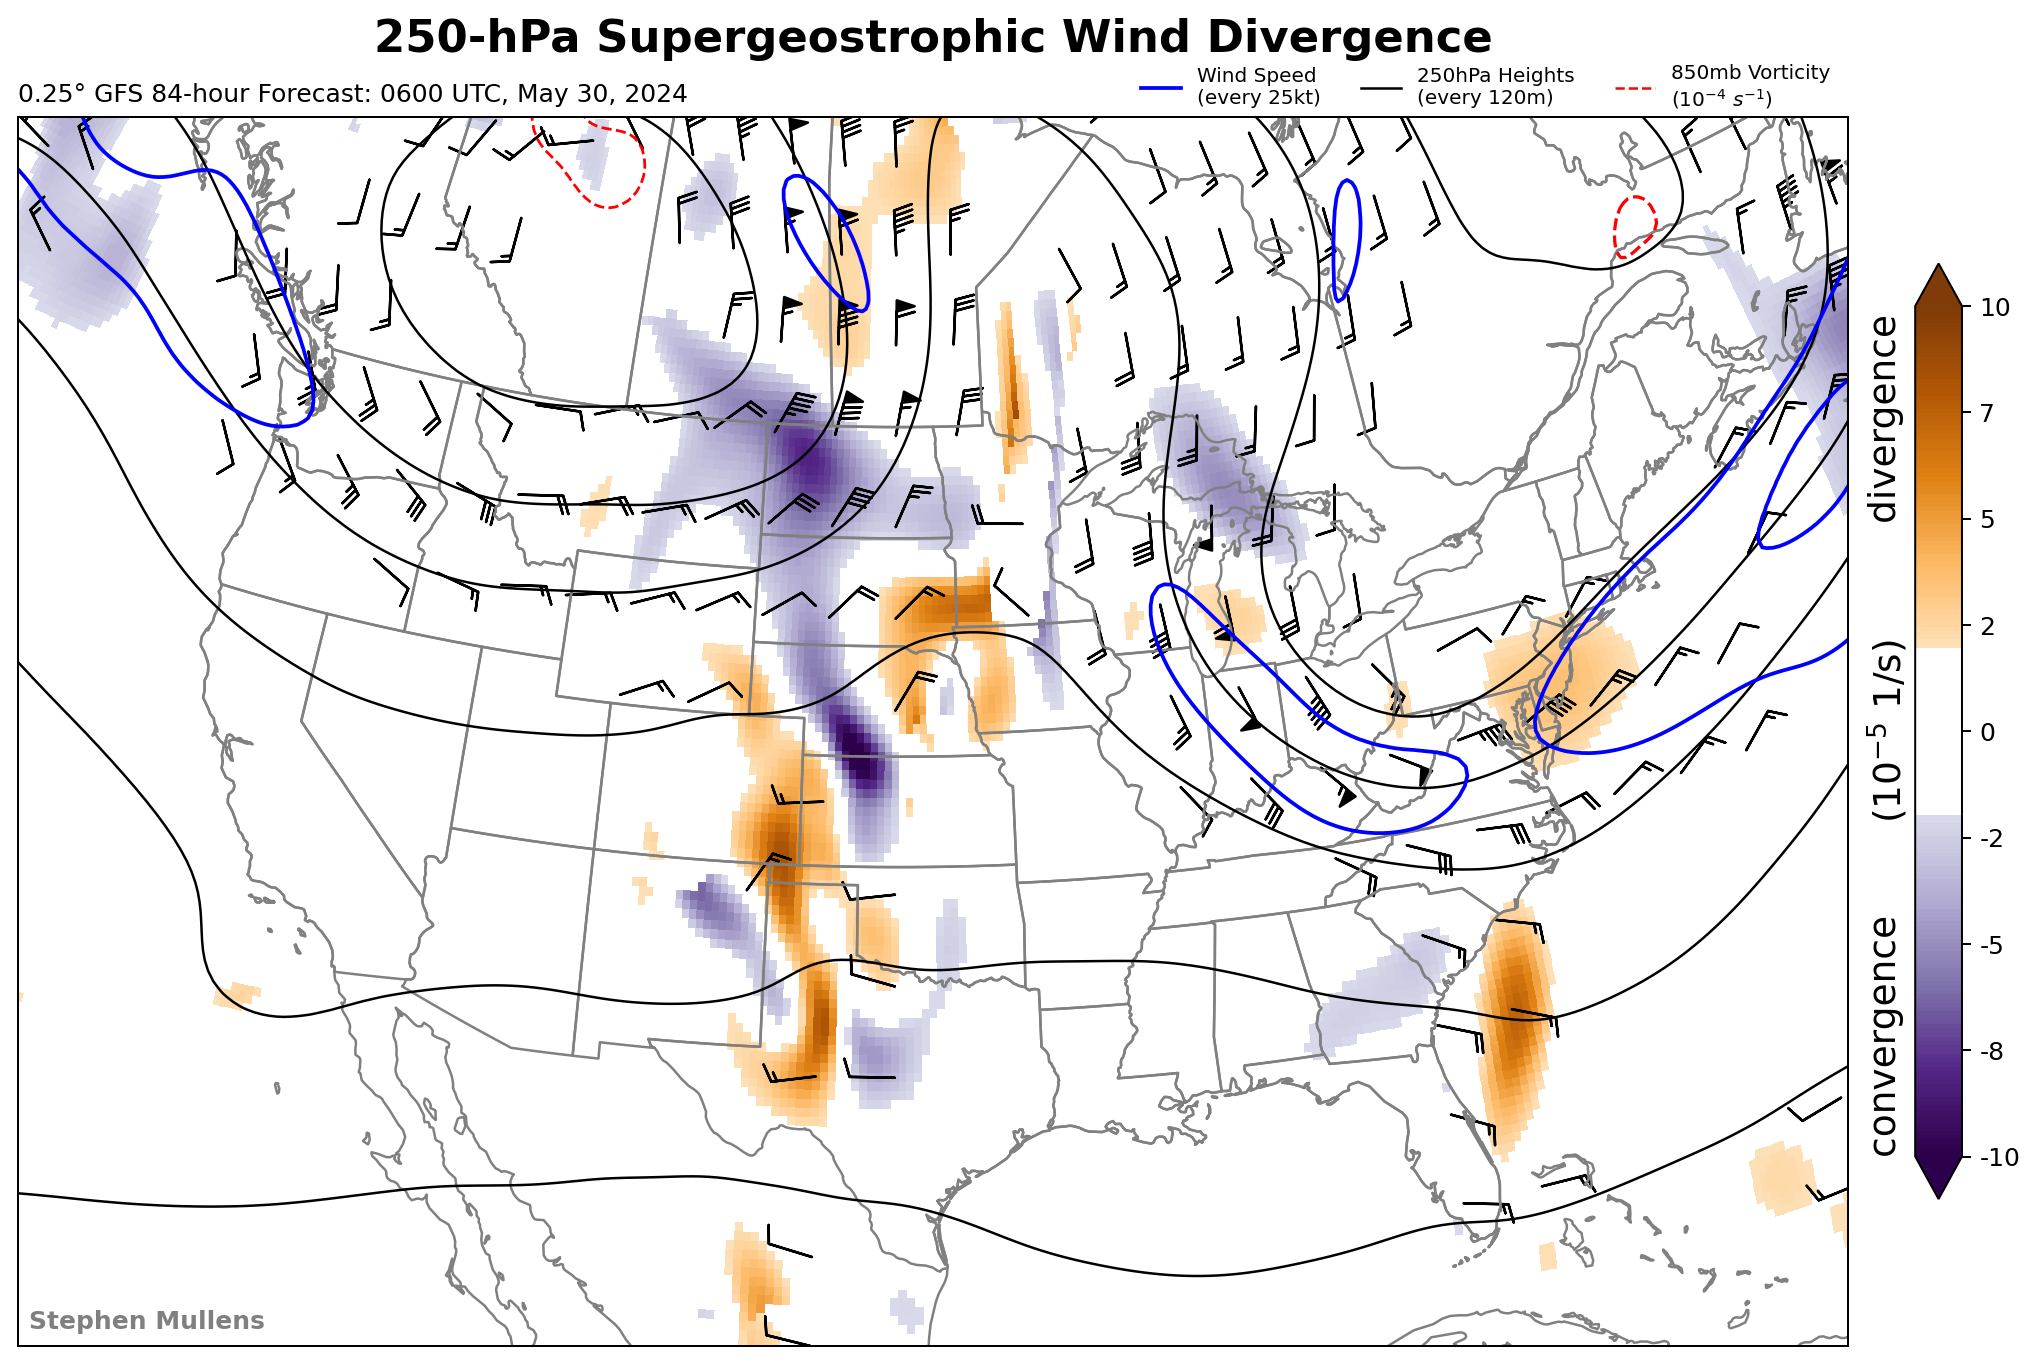 250-hPa Supergeostrophic Wind Divergence
0.25° GFS 84-hour Forecast: 0600 UTC, May 30, 2024
Wind Speed
(every 25kt)
250hPa Heights
(every 120m)
850mb Vorticity
(10⁻⁴ s⁻¹)
10
7
5
2
0
-2
-5
-8
-10
convergence (10⁻⁵ 1/s) divergence
Stephen Mullens